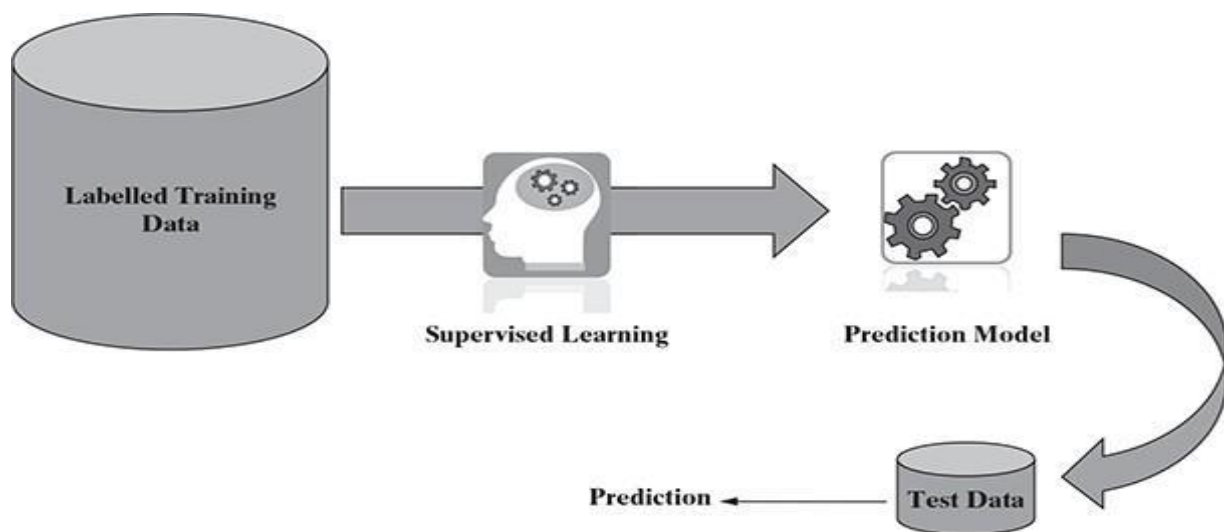 Labelled Training
Data
Supervised Learning
Prediction Model
Test Data
Prediction